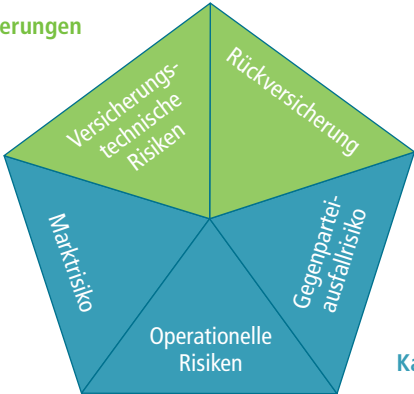 erungen
Versicherungs-
technische
Risiken
Rückversicherung
Marktrisiko
Gegenpartei-
ausfallrisiko
Operationelle
Risiken
Ka